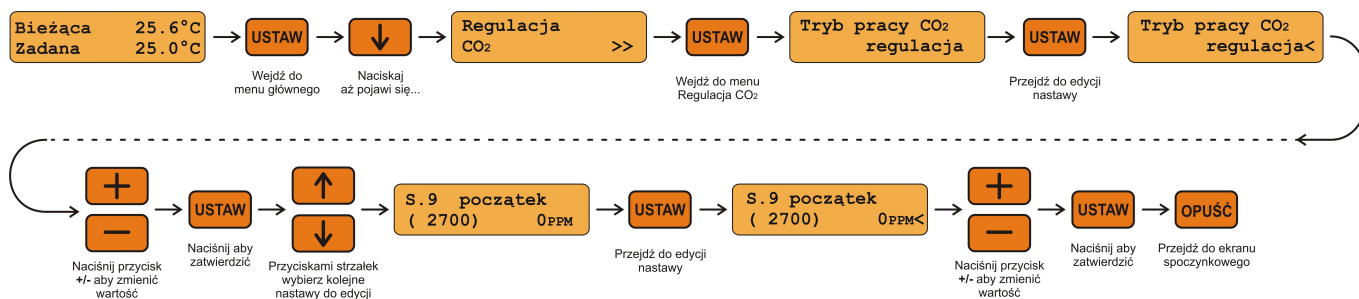 Bieżąca 25.6°C
Zadana 25.0°C
USTAW
Wejdź do
menu głównego
Naciskaj
aż pojawi się...
Regulacja
CO2 >>
USTAW
Wejdź do menu
Regulacja CO2
Tryb pracy CO2
regulacja
USTAW
Przejdź do edycji
nastawy
Tryb pracy CO2
regulacja<
+
−
Naciśnij przycisk
+/- aby zmienić
wartość
USTAW
Naciśnij aby
zatwierdzić
Przyciskami strzałek
wybierz kolejne
nastawy do edycji
S.9 początek
( 2700) 0PPM
USTAW
Przejdź do edycji
nastawy
S.9 początek
( 2700) 0PPM<
+
−
Naciśnij przycisk
+/- aby zmienić
wartość
USTAW
Naciśnij aby
zatwierdzić
OPUŚĆ
Przejdź do ekranu
spoczynkowego